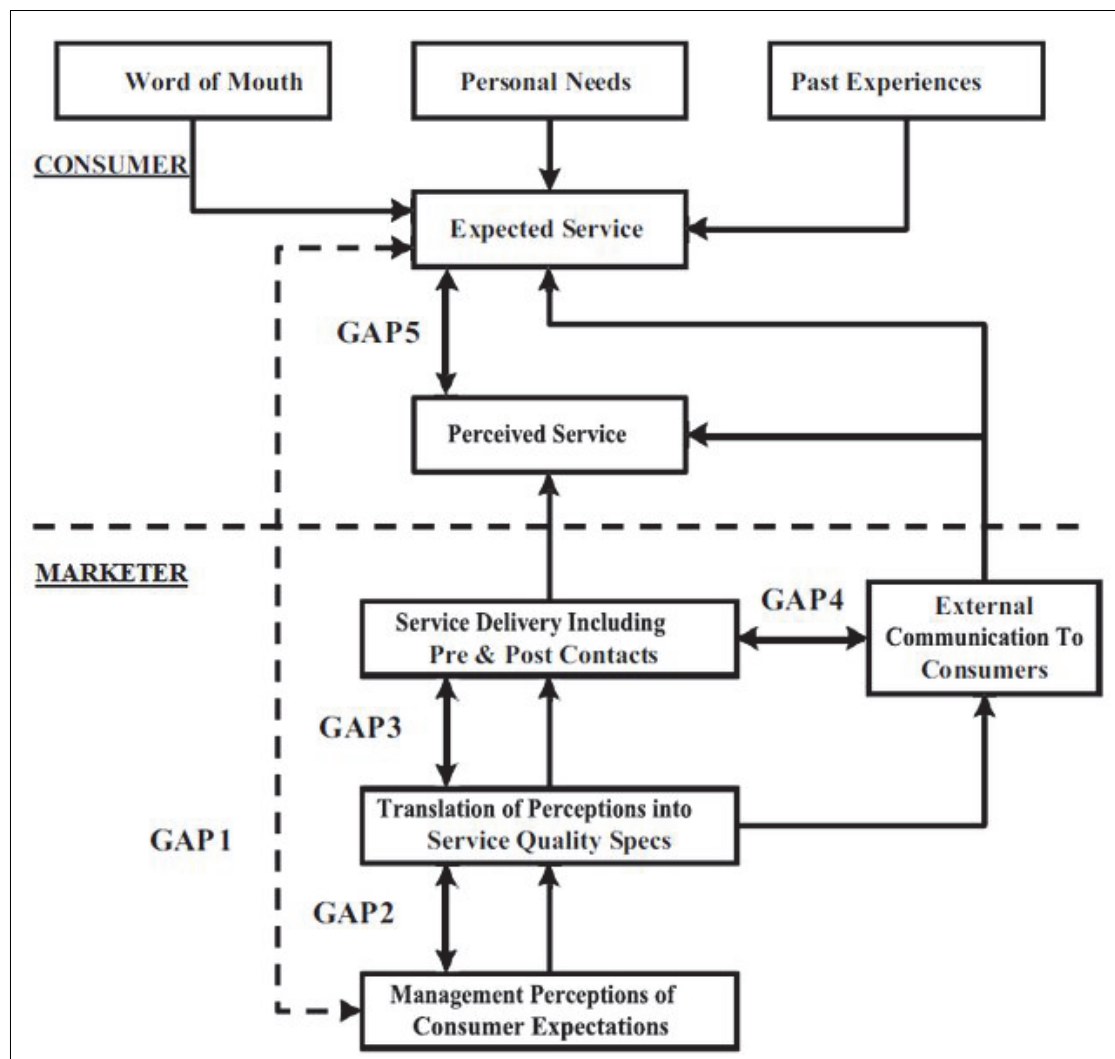 Word of Mouth
Personal Needs
Past Experiences
CONSUMER
Expected Service
GAP5
Perceived Service
MARKETER
Service Delivery Including
Pre & Post Contacts
GAP4
External
Communication To
Consumers
GAP3
Translation of Perceptions into
Service Quality Specs
GAP1
GAP2
Management Perceptions of
Consumer Expectations